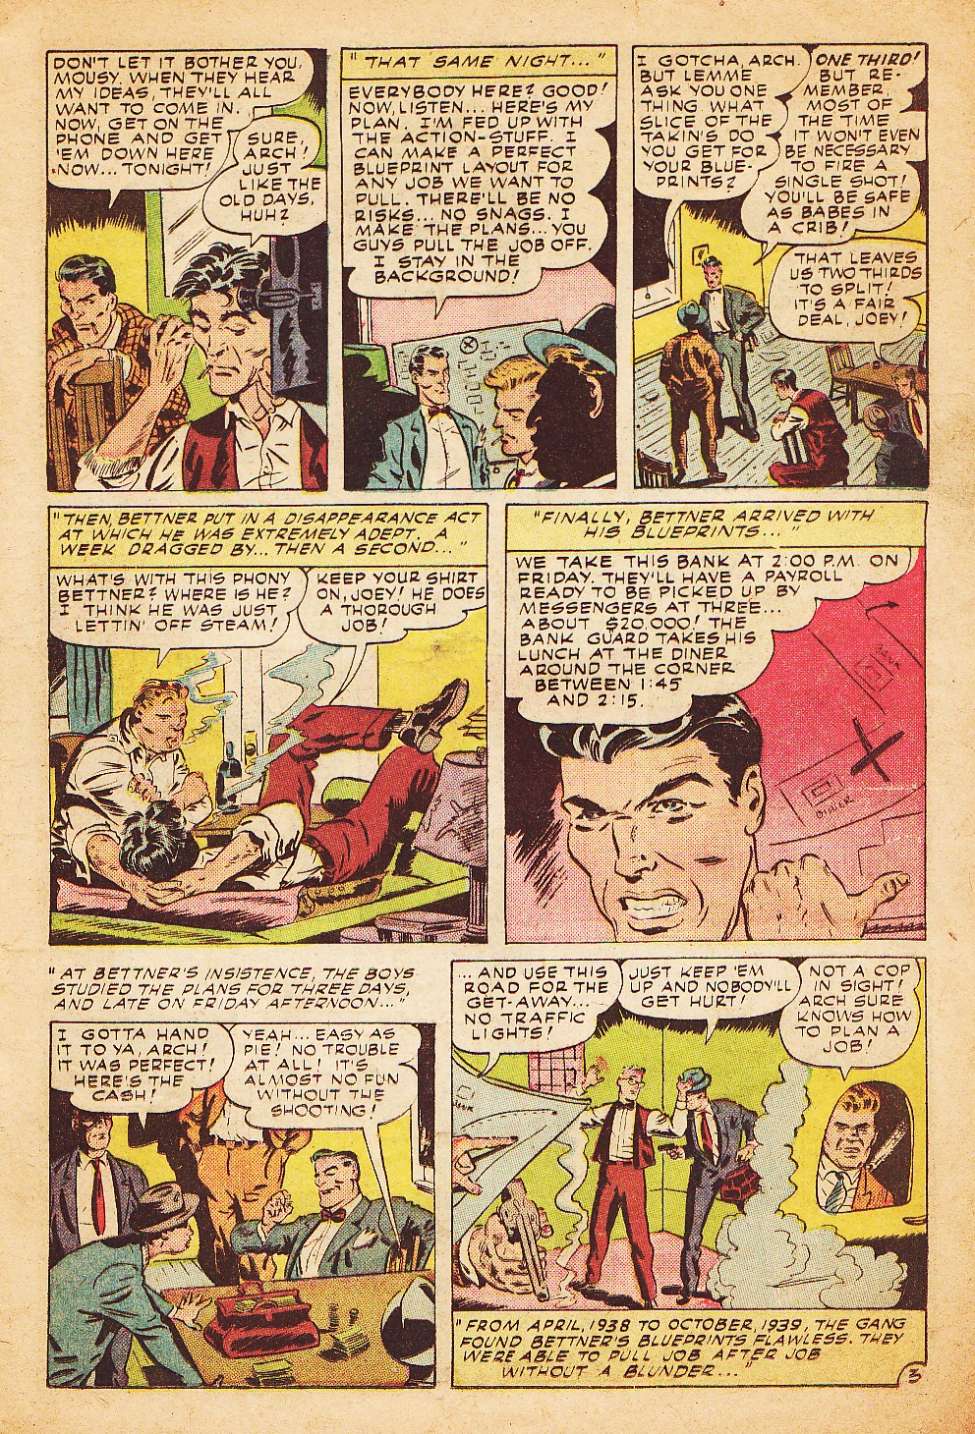 DON'T LET IT BOTHER YOU,
MOUSY. WHEN THEY HEAR
MY IDEAS, THEY'LL ALL
WANT TO COME IN.
NOW, GET ON THE
PHONE AND GET
'EM DOWN HERE
NOW... TONIGHT!
SURE,
ARCH!
JUST
LIKE THE
OLD DAYS,
HUH?
"THAT SAME NIGHT..."
EVERYBODY HERE? GOOD!
NOW, LISTEN... HERE'S MY
PLAN. I'M FED UP WITH
THE ACTION-STUFF. I
CAN MAKE A PERFECT
BLUEPRINT LAYOUT FOR
ANY JOB WE WANT TO
PULL. THERE'LL BE NO
RISKS... NO SNAGS. I
MAKE THE PLANS... YOU
GUYS PULL THE JOB OFF.
I STAY IN THE
BACKGROUND!
I GOTCHA, ARCH.
BUT LEMME
ASK YOU ONE
THING. WHAT
SLICE OF THE
TAKIN'S DO
YOU GET FOR
YOUR BLUE-
PRINTS?
ONE THIRD!
BUT RE-
MEMBER,
MOST OF
THE TIME
IT WON'T EVEN
BE NECESSARY
TO FIRE A
SINGLE SHOT!
YOU'LL BE SAFE
AS BABES IN
A CRIB!
THAT LEAVES
US TWO THIRDS
TO SPLIT!
IT'S A FAIR
DEAL, JOEY!
"THEN, BETTNER PUT IN A DISAPPEARANCE ACT
AT WHICH HE WAS EXTREMELY ADEPT. A
WEEK DRAGGED BY... THEN A SECOND..."
WHAT'S WITH THIS PHONY
BETTNER? WHERE IS HE?
I THINK HE WAS JUST
LETTIN' OFF STEAM!
KEEP YOUR SHIRT
ON, JOEY! HE DOES
A THOROUGH
JOB!
"FINALLY, BETTNER ARRIVED WITH
HIS BLUEPRINTS..."
WE TAKE THIS BANK AT 2:00 P.M. ON
FRIDAY. THEY'LL HAVE A PAYROLL
READY TO BE PICKED UP BY
MESSENGERS AT THREE...
ABOUT $20,000! THE
BANK GUARD TAKES HIS
LUNCH AT THE DINER
AROUND THE CORNER
BETWEEN 1:45
AND 2:15.
BANK
DINER
"AT BETTNER'S INSISTENCE, THE BOYS
STUDIED THE PLANS FOR THREE DAYS,
AND LATE ON FRIDAY AFTERNOON..."
I GOTTA HAND
IT TO YA, ARCH!
IT WAS PERFECT!
HERE'S THE
CASH!
YEAH... EASY AS
PIE! NO TROUBLE
AT ALL! IT'S
ALMOST NO FUN
WITHOUT THE
SHOOTING!
...AND USE THIS
ROAD FOR THE
GET-AWAY...
NO TRAFFIC
LIGHTS!
JUST KEEP 'EM
UP AND NOBODY'LL
GET HURT!
NOT A COP
IN SIGHT!
ARCH SURE
KNOWS HOW
TO PLAN A
JOB!
BANK
"FROM APRIL, 1938 TO OCTOBER, 1939, THE GANG
FOUND BETTNER'S BLUEPRINTS FLAWLESS. THEY
WERE ABLE TO PULL JOB AFTER JOB
WITHOUT A BLUNDER..."
3